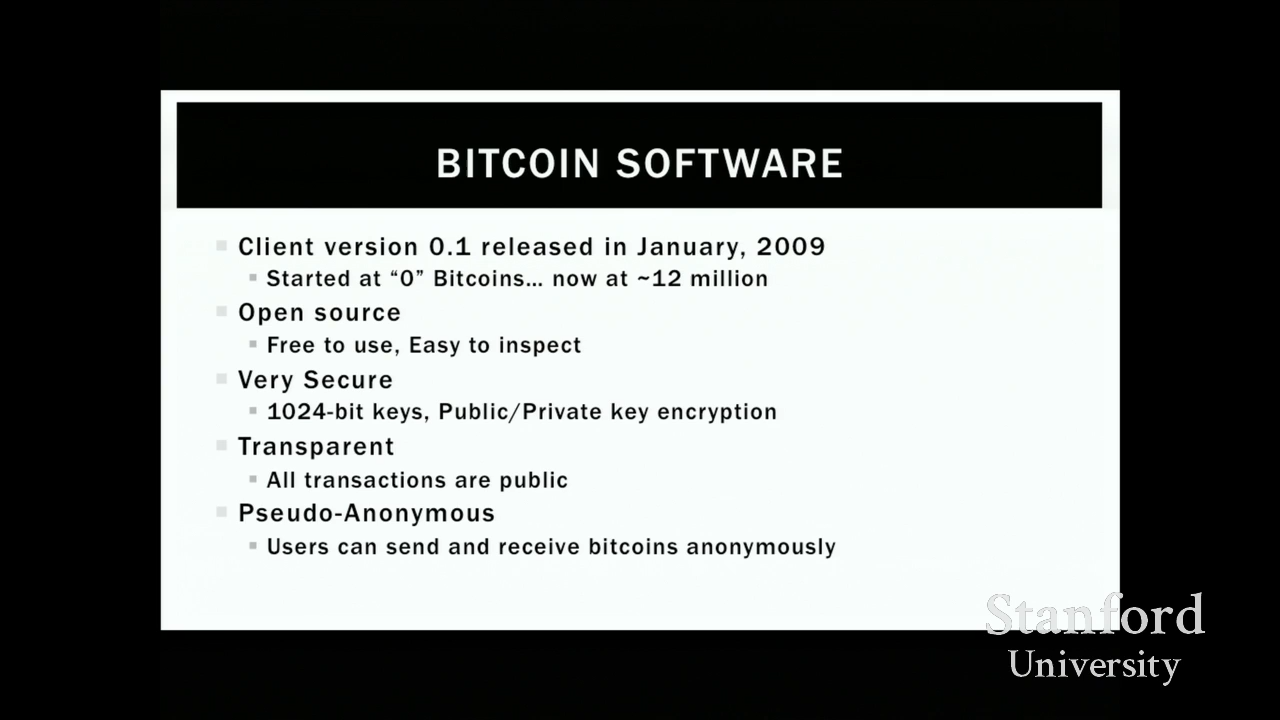 BITCOIN SOFTWARE
Client version 0.1 released in January, 2009
Started at “0” Bitcoins... now at ~12 million
Open source
Free to use, Easy to inspect
Very Secure
1024-bit keys, Public/Private key encryption
Transparent
All transactions are public
Pseudo-Anonymous
Users can send and receive bitcoins anonymously
Stanford
University